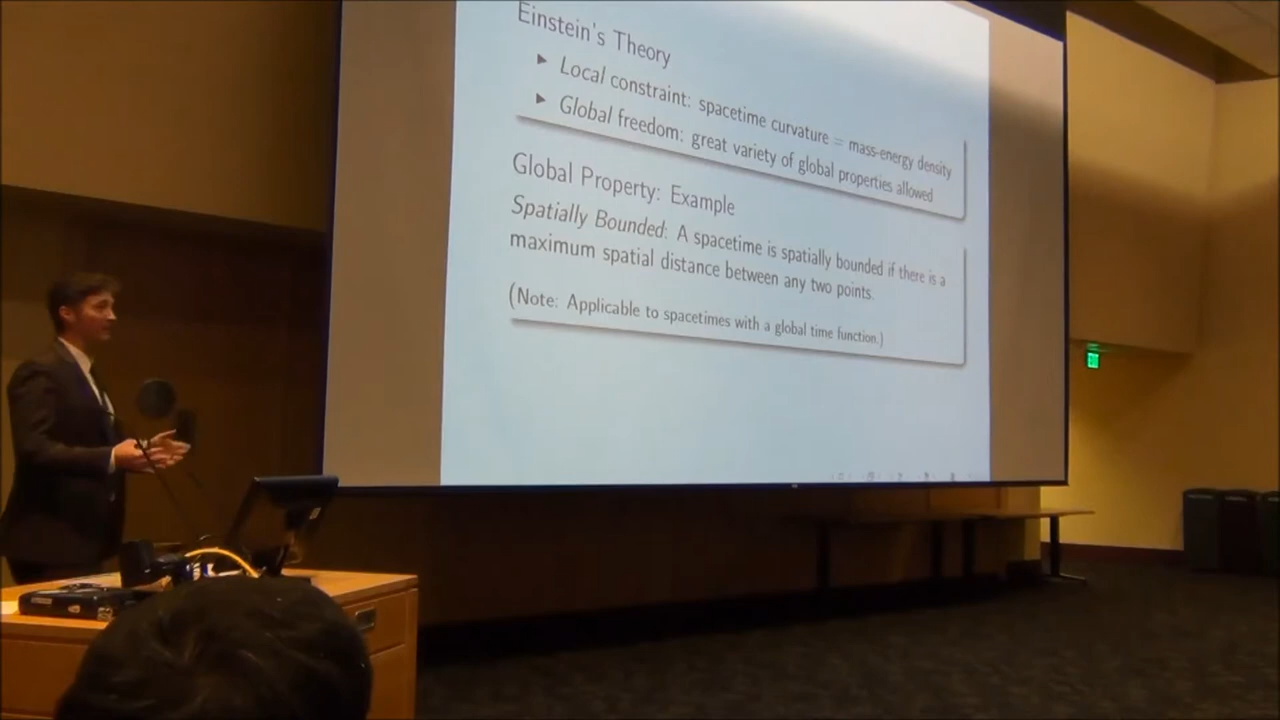 Einstein's Theory
▶ Local constraint: spacetime curvature = mass-energy density
▶ Global freedom: great variety of global properties allowed
Global Property: Example
Spatially Bounded: A spacetime is spatially bounded if there is a
maximum spatial distance between any two points.
(Note: Applicable to spacetimes with a global time function.)